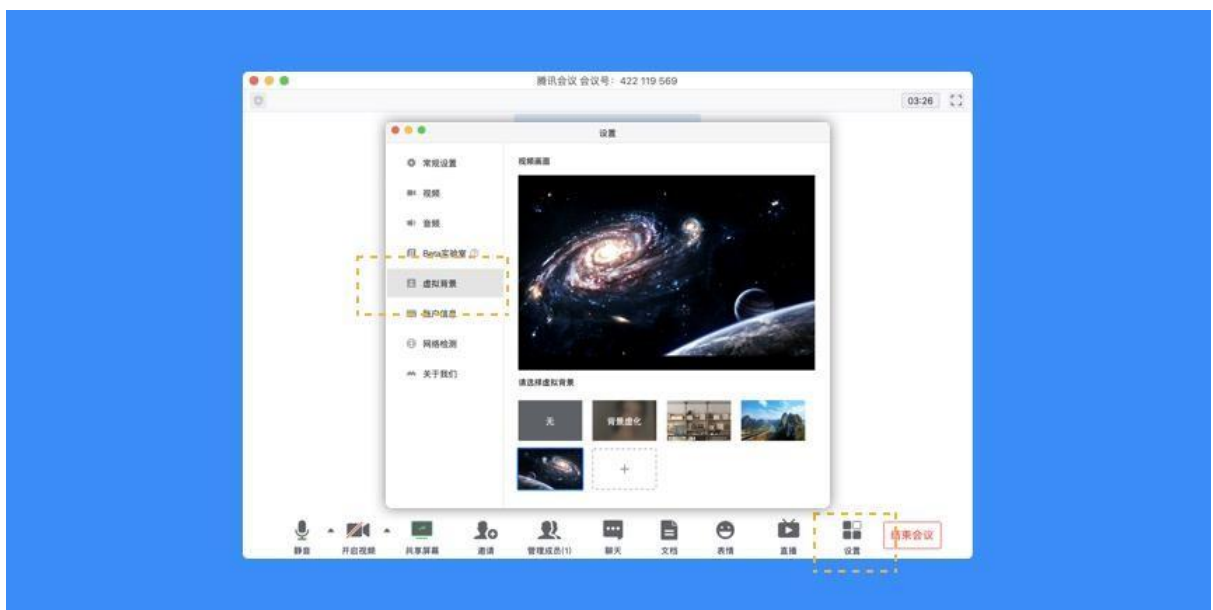 腾讯会议 会议号：422 119 569
03:26
设置
常规设置
视频
音频
Beta实验室
虚拟背景
账户信息
网络检测
关于我们
视频画面
请选择虚拟背景
无
背景虚化
静音
开启视频
共享屏幕
邀请
管理成员(1)
聊天
文档
表情
直播
设置
结束会议